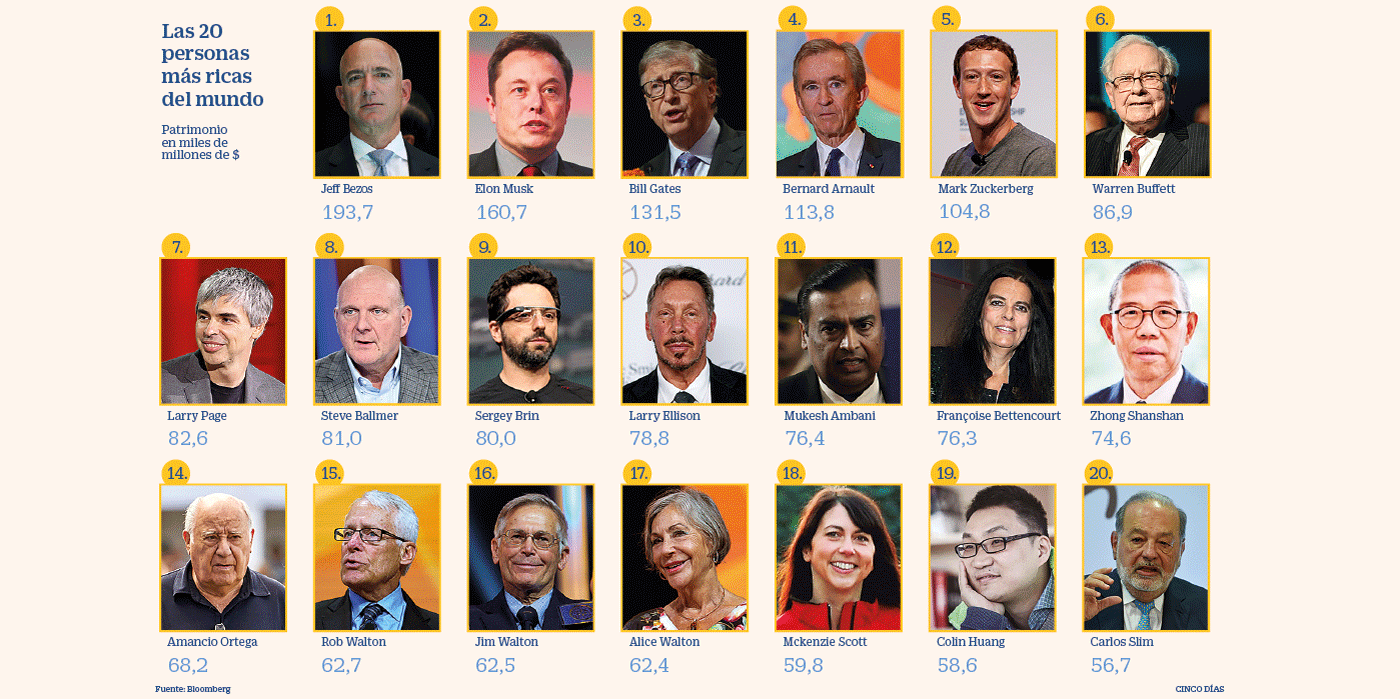 Las 20
personas
más ricas
del mundo
Patrimonio
en miles de
millones de $
1.
Jeff Bezos
193,7
2.
Elon Musk
160,7
3.
Bill Gates
131,5
4.
Bernard Arnault
113,8
5.
Mark Zuckerberg
104,8
6.
Warren Buffett
86,9
7.
Larry Page
82,6
8.
Steve Ballmer
81,0
9.
Sergey Brin
80,0
10.
Larry Ellison
78,8
11.
Mukesh Ambani
76,4
12.
Françoise Bettencourt
76,3
13.
Zhong Shanshan
74,6
14.
Amancio Ortega
68,2
15.
Rob Walton
62,7
16.
Jim Walton
62,5
17.
Alice Walton
62,4
18.
Mckenzie Scott
59,8
19.
Colin Huang
58,6
20.
Carlos Slim
56,7
Fuente: Bloomberg
CINCO DÍAS